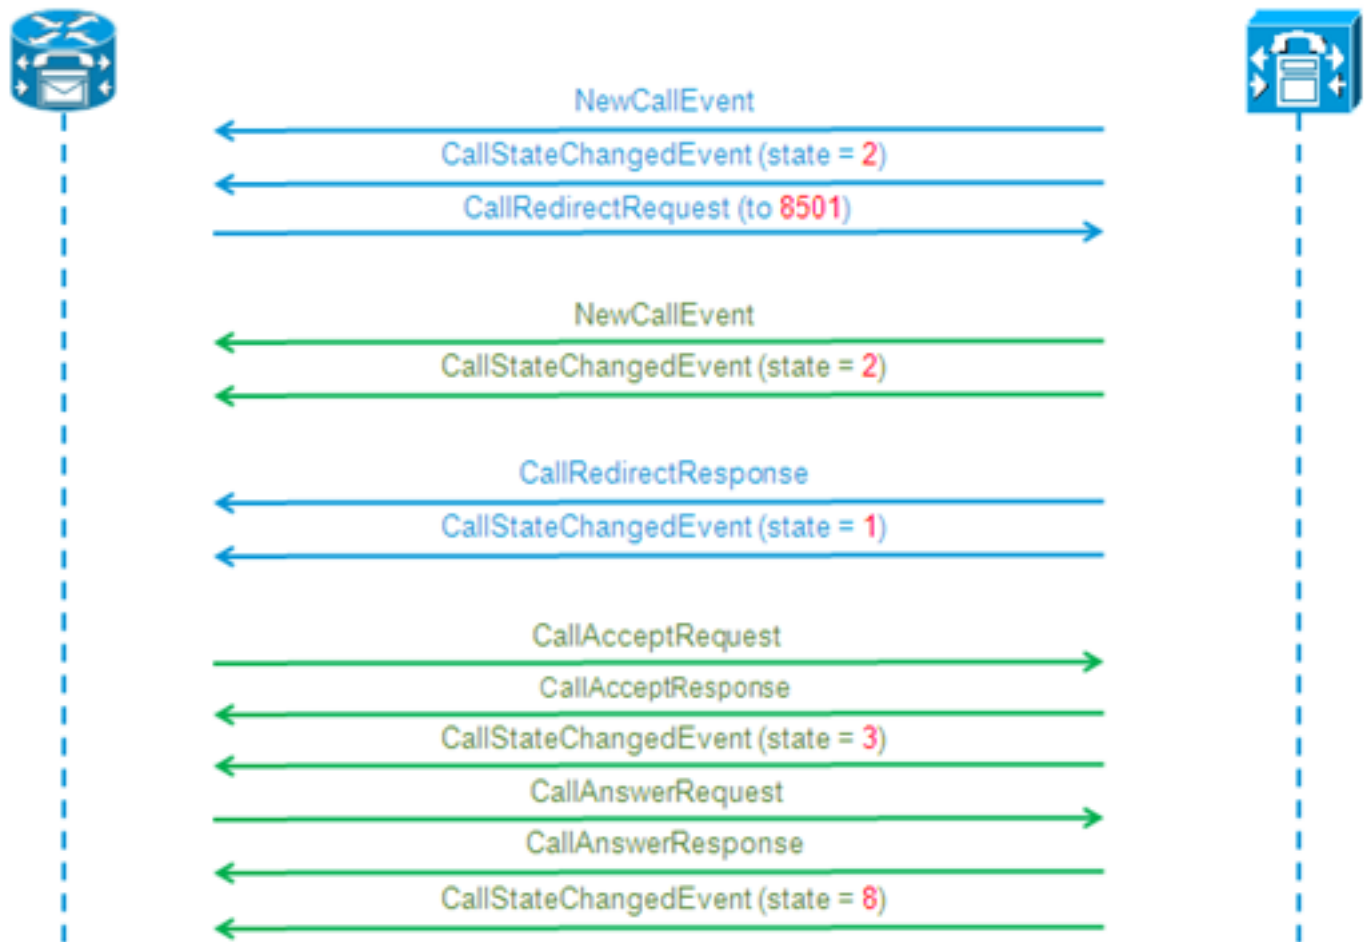 NewCallEvent
CallStateChangedEvent (state = 2)
CallRedirectRequest (to 8501)
NewCallEvent
CallStateChangedEvent (state = 2)
CallRedirectResponse
CallStateChangedEvent (state = 1)
CallAcceptRequest
CallAcceptResponse
CallStateChangedEvent (state = 3)
CallAnswerRequest
CallAnswerResponse
CallStateChangedEvent (state = 8)